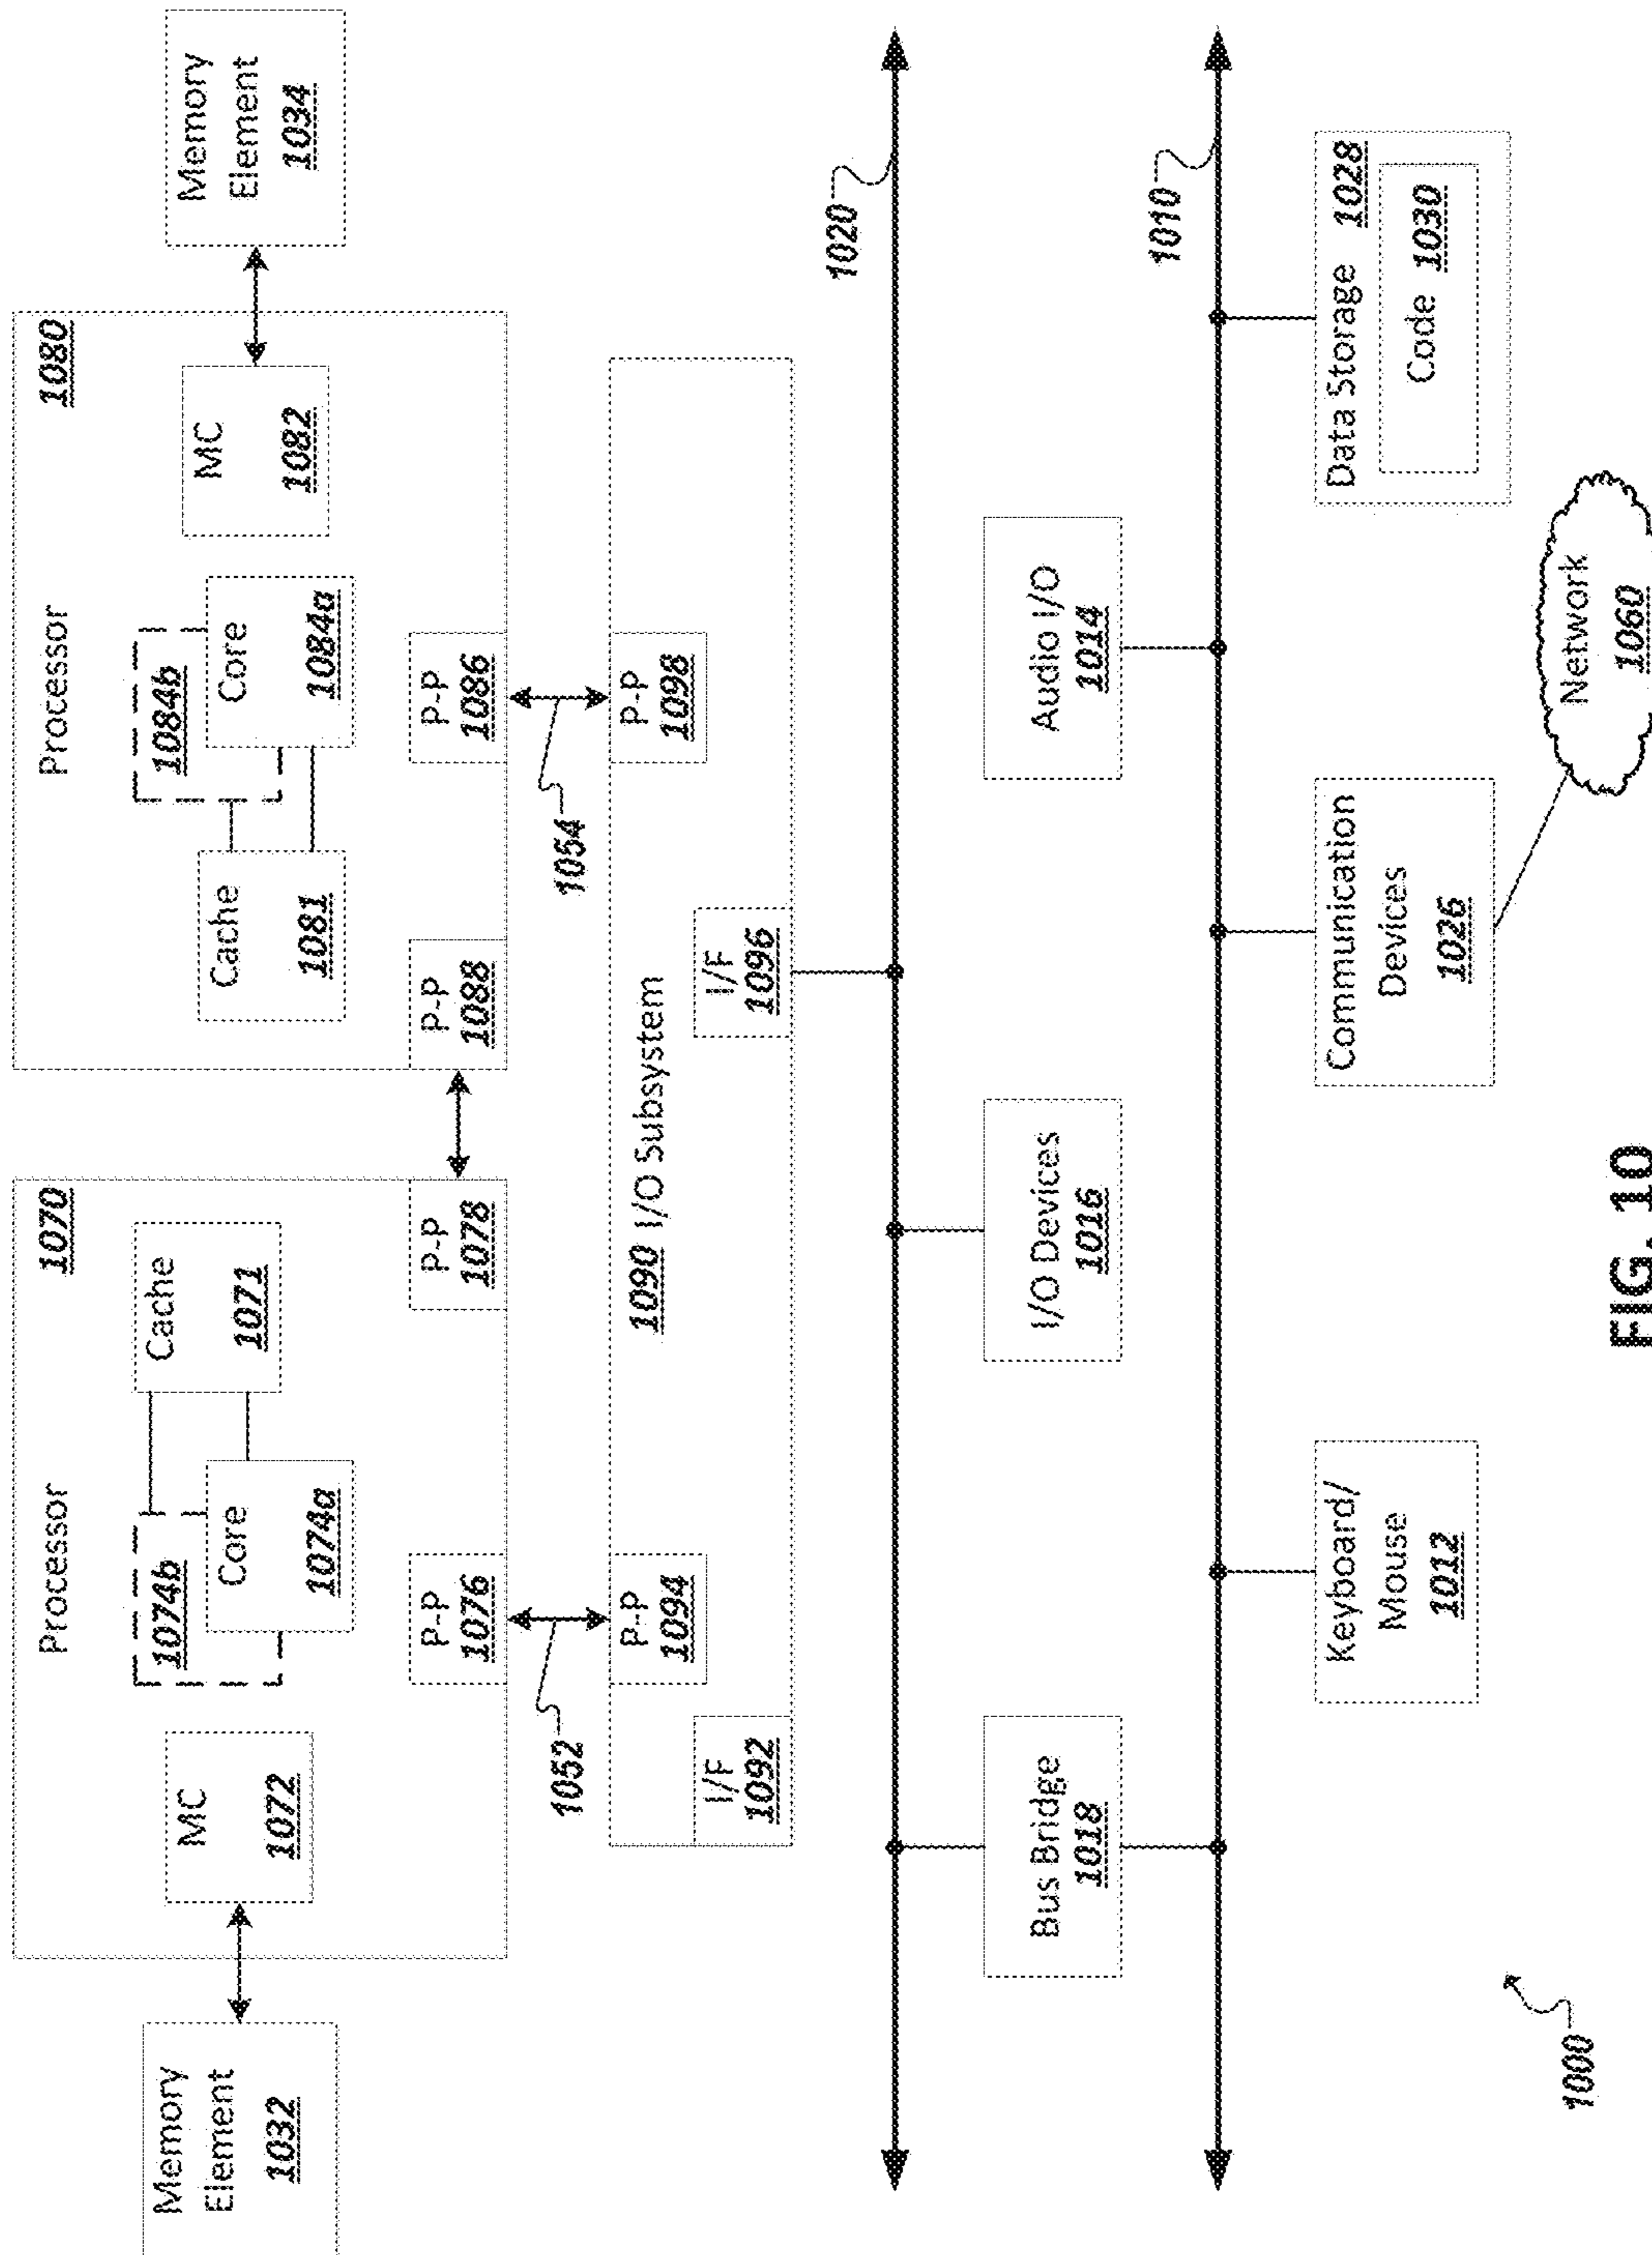 Memory
Element
1032
Processor
1070
MC
1072
1074b
Core
1074a
Cache
1071
P-P
1076
P-P
1078
Processor
1080
Cache
1081
1084b
Core
1084a
MC
1082
P-P
1088
P-P
1086
Memory
Element
1034
1052
1054
I/F
1092
P-P
1094
1090 I/O Subsystem
I/F
1096
P-P
1098
1020
Bus Bridge
1018
I/O Devices
1016
Audio I/O
1014
1010
Keyboard/
Mouse
1012
Communication
Devices
1026
Data Storage 1028
Code 1030
Network
1060
1000
FIG. 10